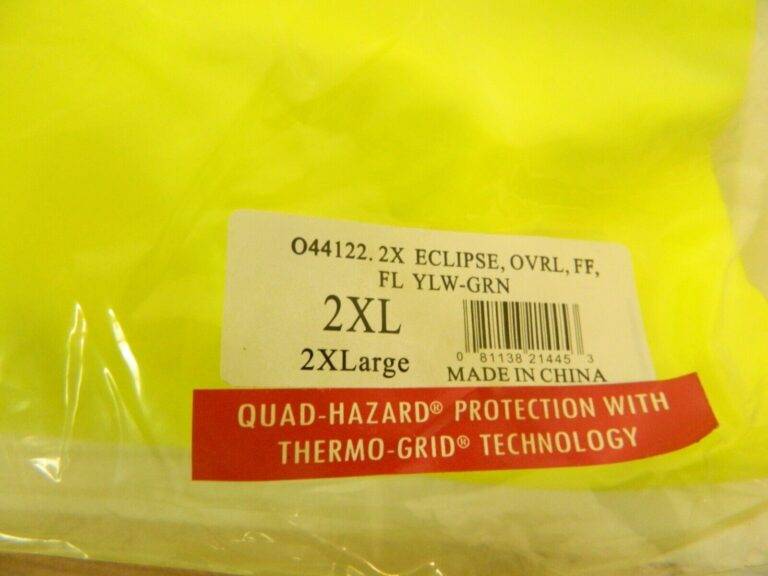 O44122. 2X ECLIPSE, OVRL, FF,
FL YLW-GRN
2XL
2XLarge
0 81138 21445 3
MADE IN CHINA
QUAD-HAZARD® PROTECTION WITH
THERMO-GRID® TECHNOLOGY